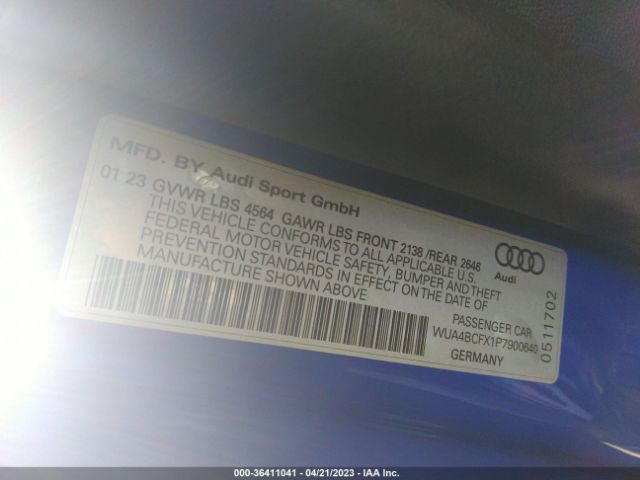 MFD. BY Audi Sport GmbH
01 23 GVWR LBS 4564 GAWR LBS FRONT 2138 /REAR 2646
THIS VEHICLE CONFORMS TO ALL APPLICABLE U.S.
FEDERAL MOTOR VEHICLE SAFETY, BUMPER AND THEFT
PREVENTION STANDARDS IN EFFECT ON THE DATE OF
MANUFACTURE SHOWN ABOVE
Audi
PASSENGER CAR
WUA4BCFX1P7900640
GERMANY
0511702
000-36411041 - 04/21/2023 - IAA Inc.